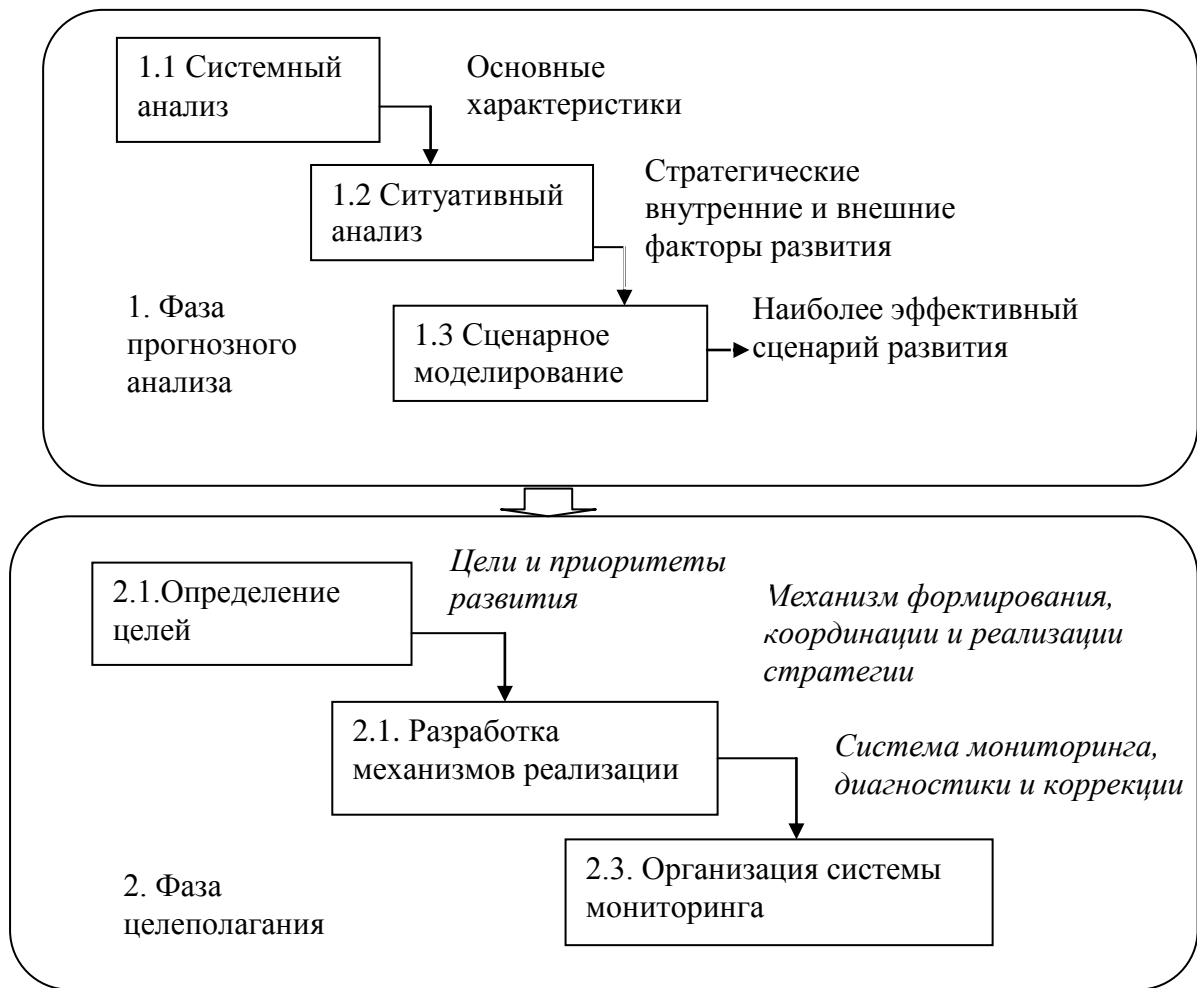 1.1 Системный
анализ
Основные
характеристики
1.2 Ситуативный
анализ
Стратегические
внутренние и внешние
факторы развития
1. Фаза
прогнозного
анализа
1.3 Сценарное
моделирование
Наиболее эффективный
сценарий развития
2.1.Определение
целей
Цели и приоритеты
развития
Механизм формирования,
координации и реализации
стратегии
2.1. Разработка
механизмов реализации
Система мониторинга,
диагностики и коррекции
2.3. Организация системы
мониторинга
2. Фаза
целеполагания